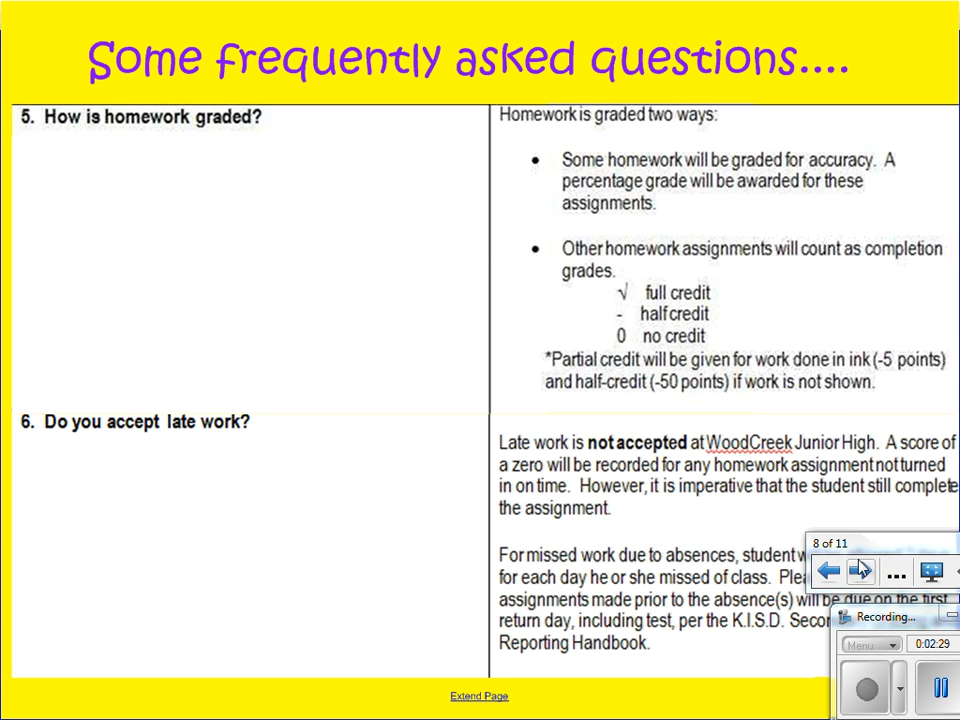 Some frequently asked questions....
5. How is homework graded?
Homework is graded two ways:
• Some homework will be graded for accuracy. A
percentage grade will be awarded for these
assignments.
• Other homework assignments will count as completion
grades.
√ full credit
- half credit
0 no credit
*Partial credit will be given for work done in ink (-5 points)
and half-credit (-50 points) if work is not shown.
6. Do you accept late work?
Late work is not accepted at WoodCreek Junior High. A score of
a zero will be recorded for any homework assignment not turned
in on time. However, it is imperative that the student still complete
the assignment.
For missed work due to absences, student
for each day he or she missed of class.
assignments made prior to the absence(s) will be due on the first
return day, including test, per the K.I.S.D.
Reporting Handbook.
8 of 11
...
Recording...
Menu
0:02:29
Extend Page